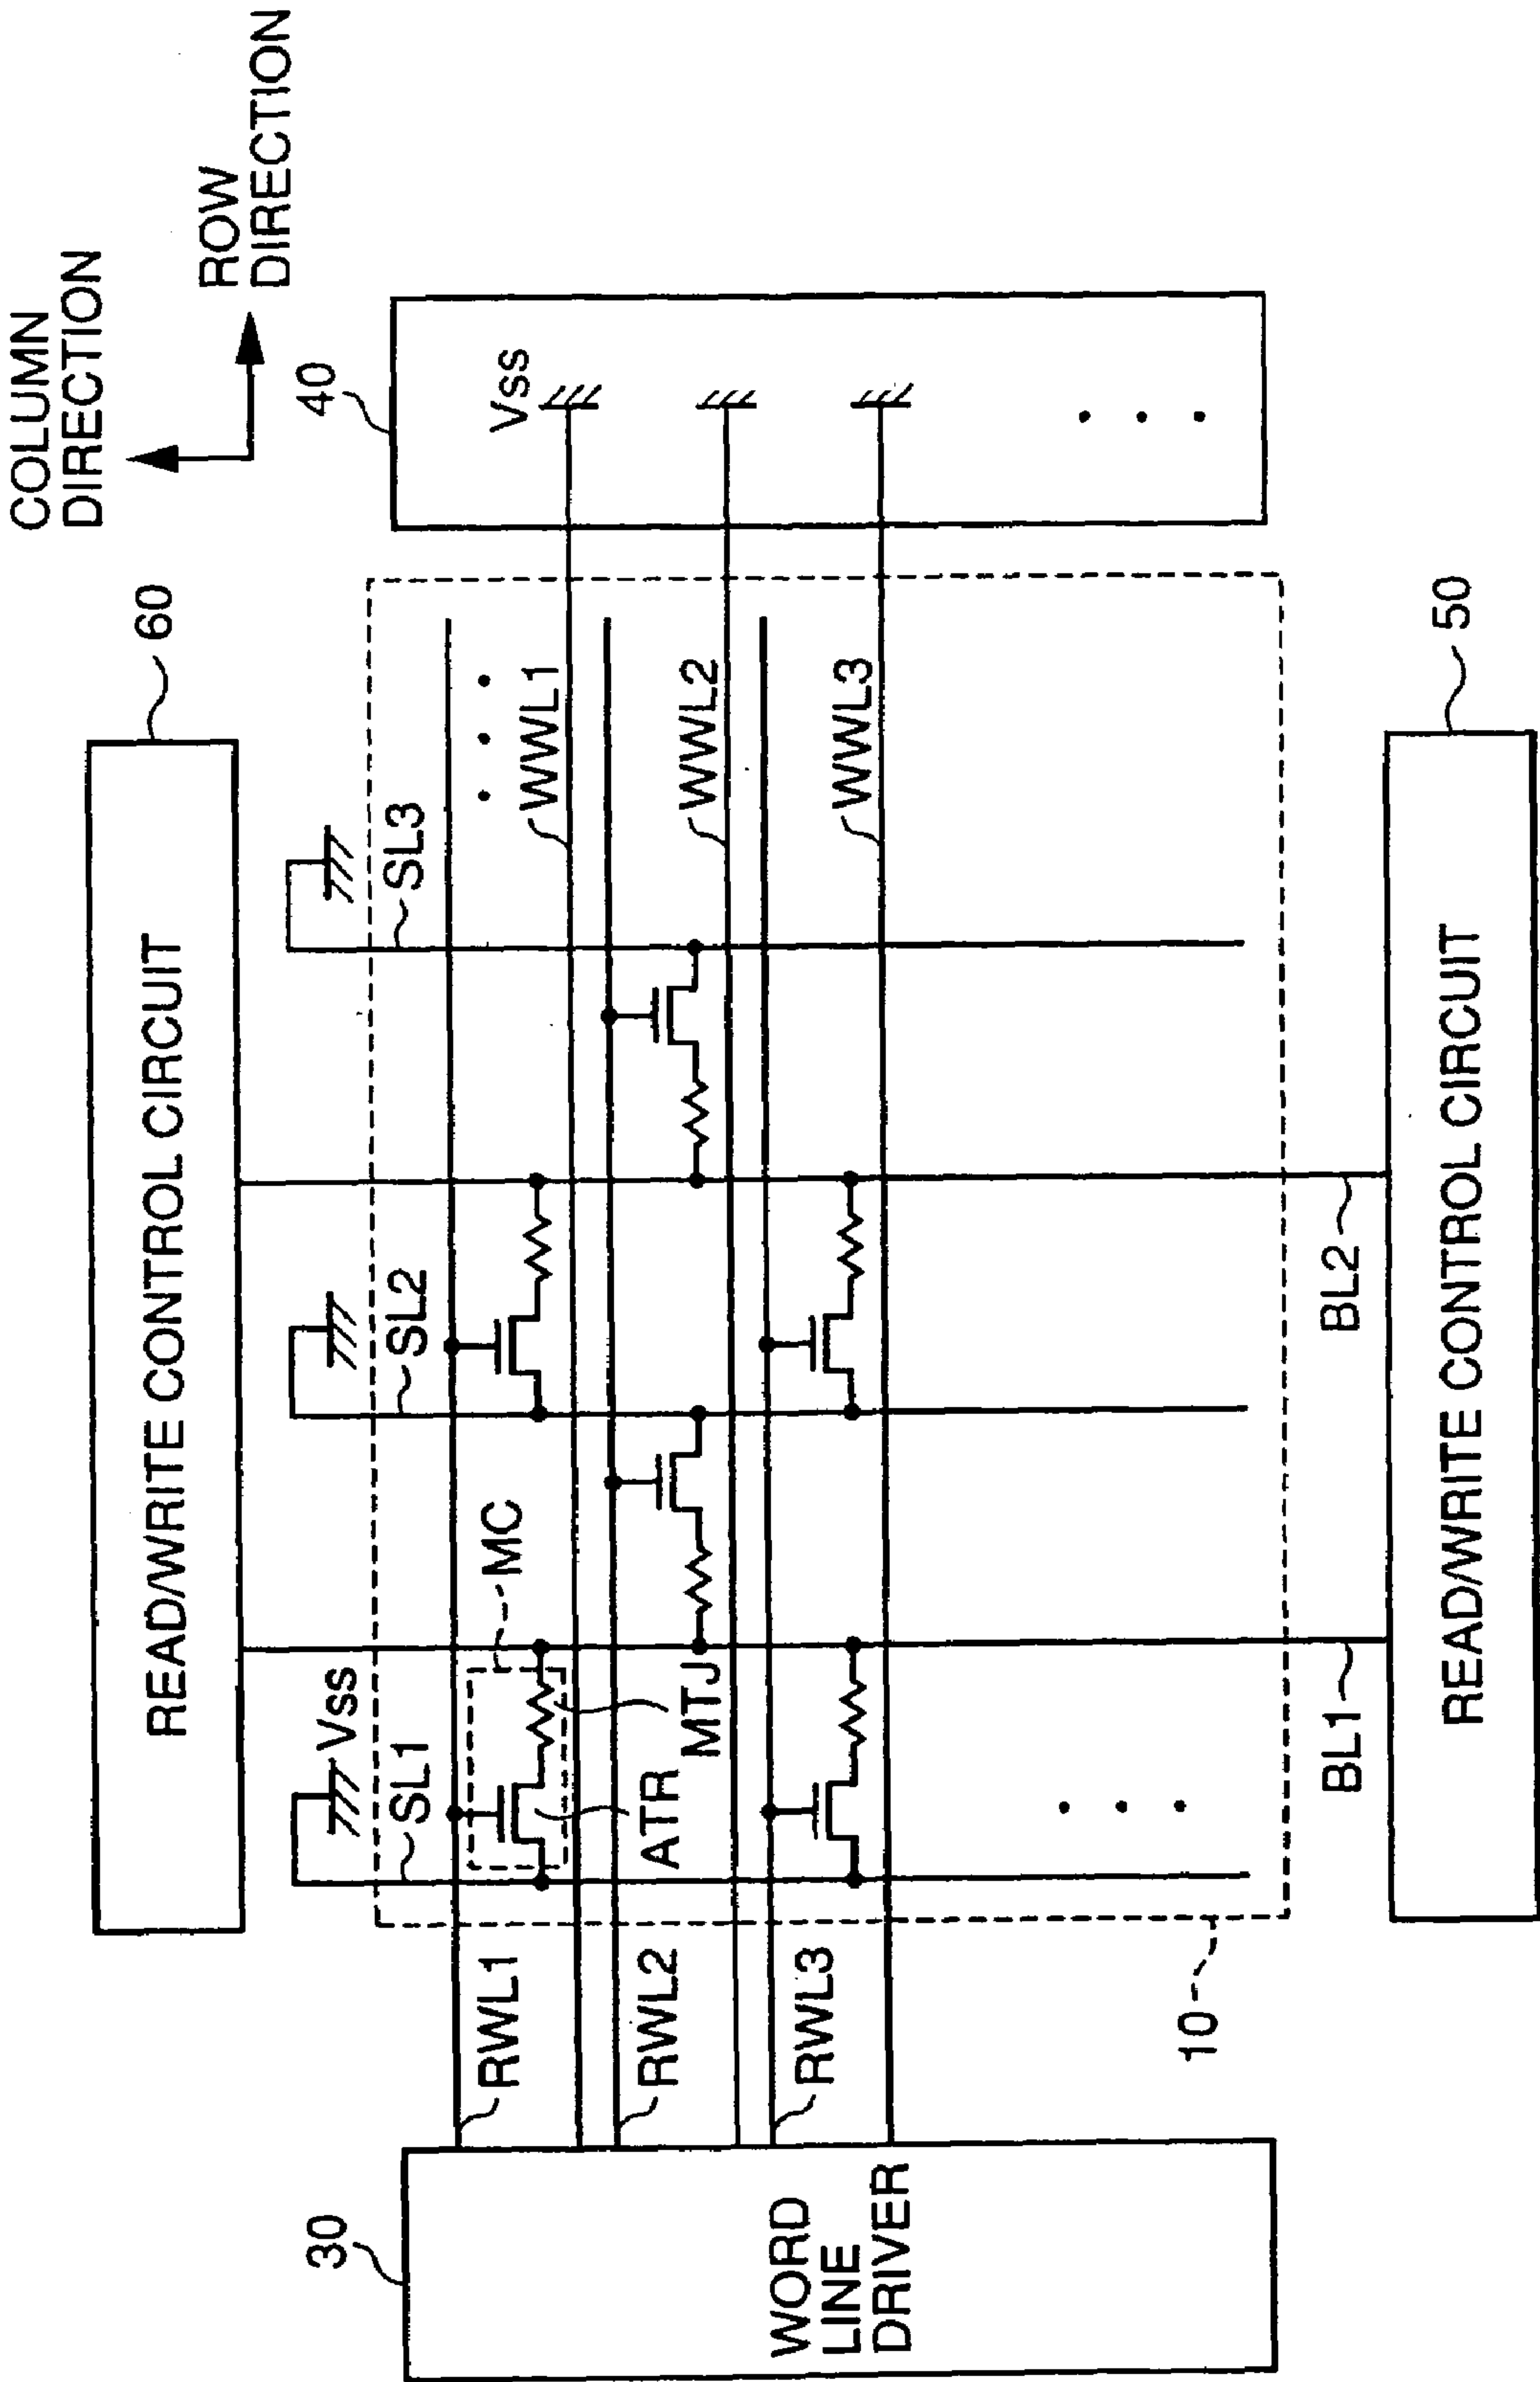 COLUMN
DIRECTION
ROW
DIRECTION
60
READ/WRITE CONTROL CIRCUIT
40
Vss
30
WORD
LINE
DRIVER
Vss
SL1
SL2
SL3
RWL1
MC
WWL1
ATR
MTJ
RWL2
WWL2
RWL3
WWL3
10
BL1
BL2
50
READ/WRITE CONTROL CIRCUIT